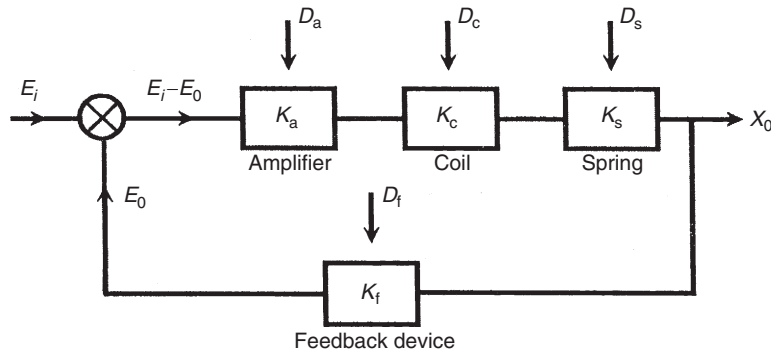 Da Dc Ds
Ei Ei–E0 Ka Kc Ks X0
Amplifier Coil Spring
E0 Df
Kf
Feedback device